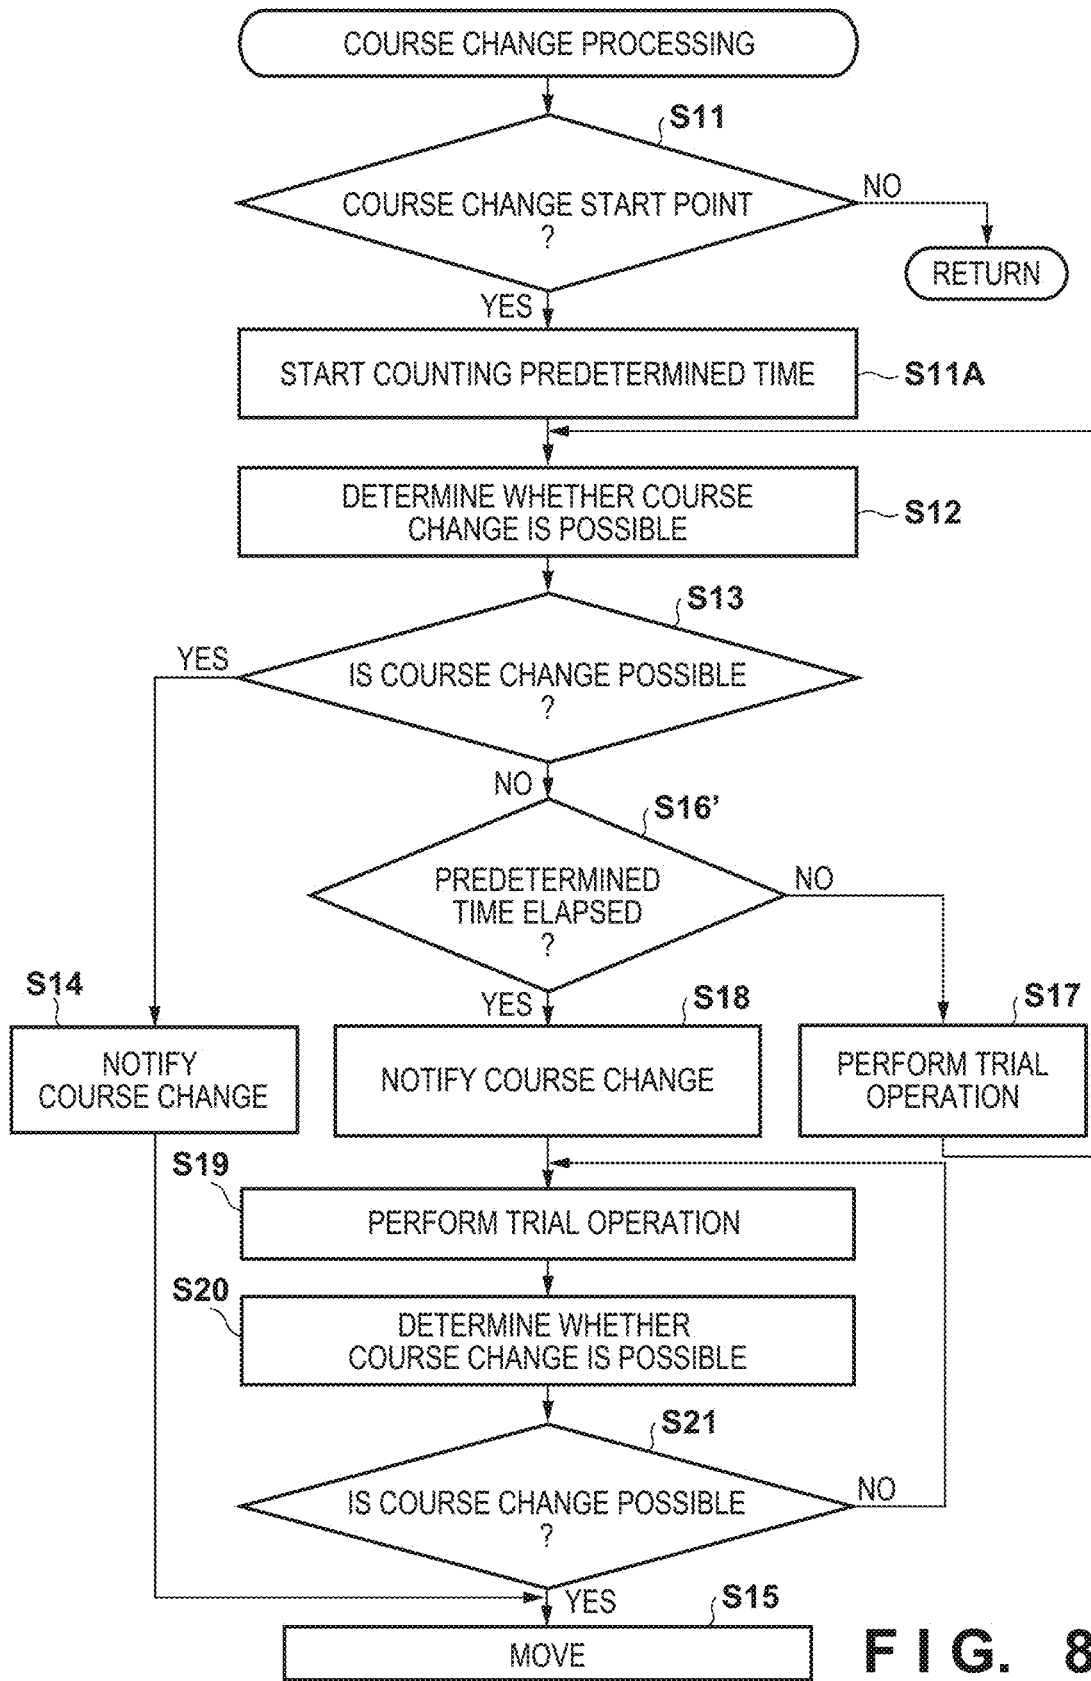 COURSE CHANGE PROCESSING
S11
COURSE CHANGE START POINT
?
NO
RETURN
YES
START COUNTING PREDETERMINED TIME
S11A
DETERMINE WHETHER COURSE
CHANGE IS POSSIBLE
S12
S13
YES
IS COURSE CHANGE POSSIBLE
?
NO
S16'
PREDETERMINED
TIME ELAPSED
?
NO
YES
S14
NOTIFY
COURSE CHANGE
S18
NOTIFY COURSE CHANGE
S17
PERFORM TRIAL
OPERATION
S19
PERFORM TRIAL OPERATION
S20
DETERMINE WHETHER
COURSE CHANGE IS POSSIBLE
S21
IS COURSE CHANGE POSSIBLE
?
NO
YES
S15
MOVE
FIG. 8